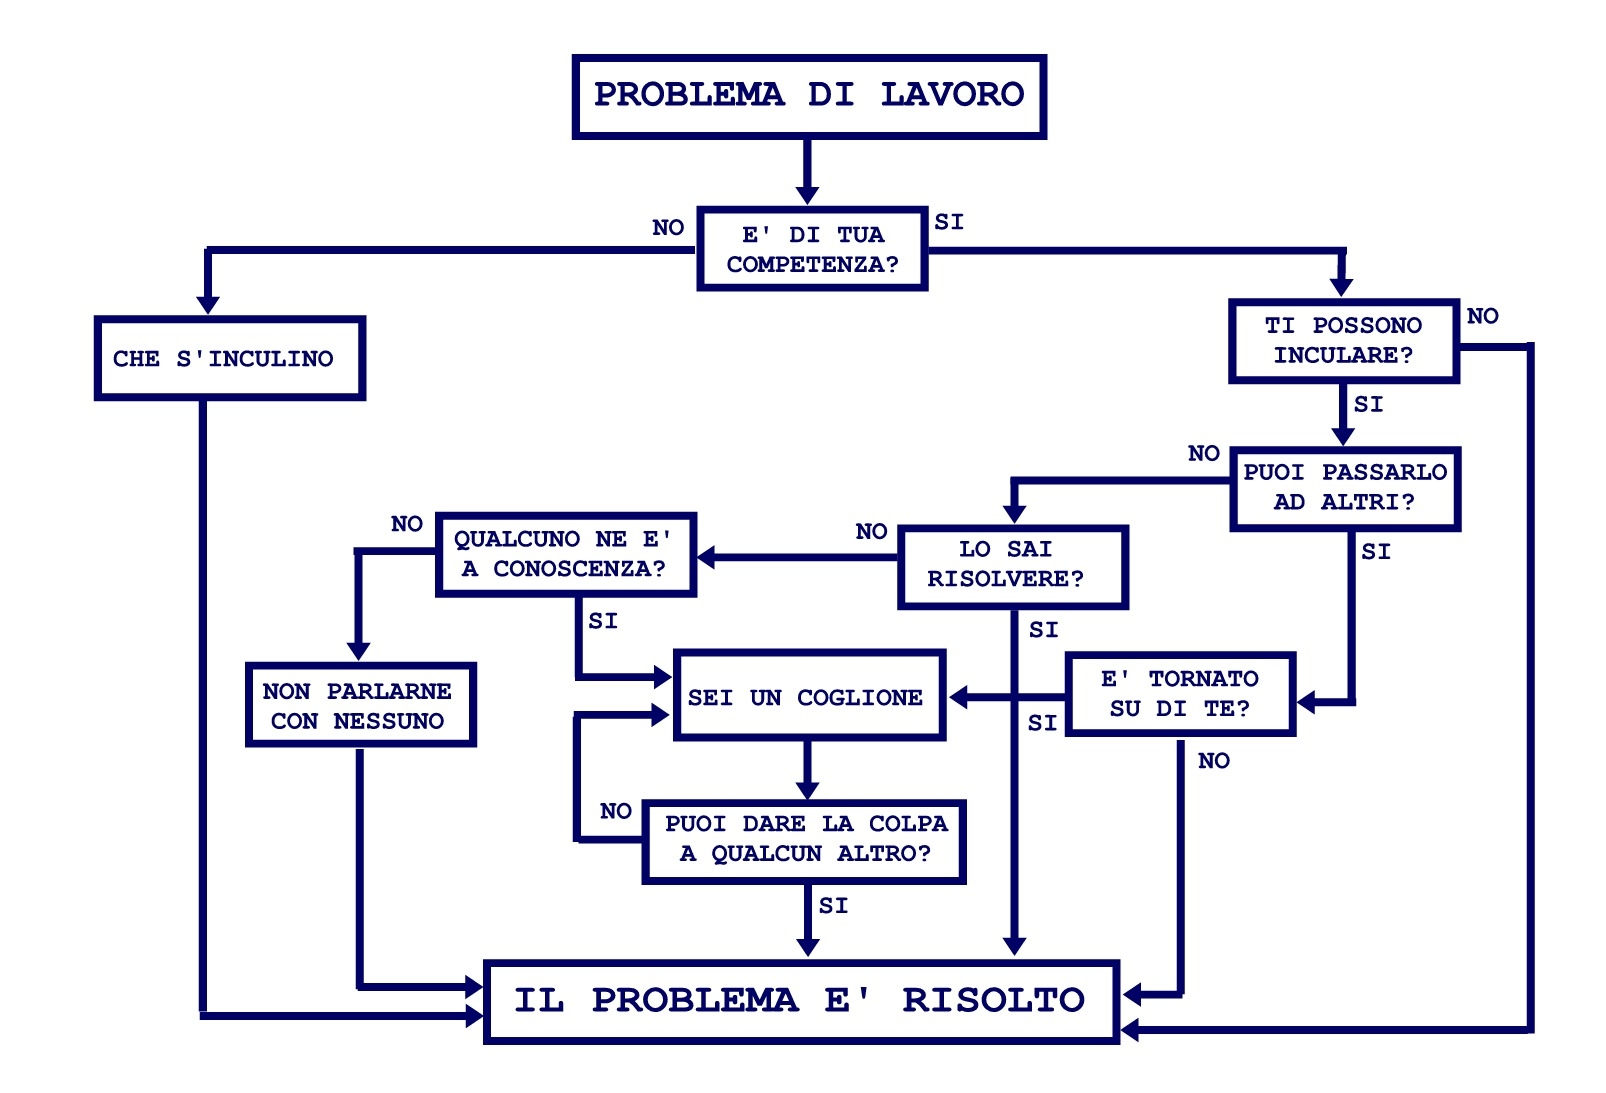 PROBLEMA DI LAVORO
NO
E' DI TUA
COMPETENZA?
SI
CHE S'INCULINO
TI POSSONO
INCULARE?
NO
SI
NO
PUOI PASSARLO
AD ALTRI?
SI
NO
QUALCUNO NE E'
A CONOSCENZA?
NO
LO SAI
RISOLVERE?
SI
SI
NON PARLARNE
CON NESSUNO
SEI UN COGLIONE
E' TORNATO
SU DI TE?
SI
NO
NO
PUOI DARE LA COLPA
A QUALCUN ALTRO?
SI
IL PROBLEMA E' RISOLTO